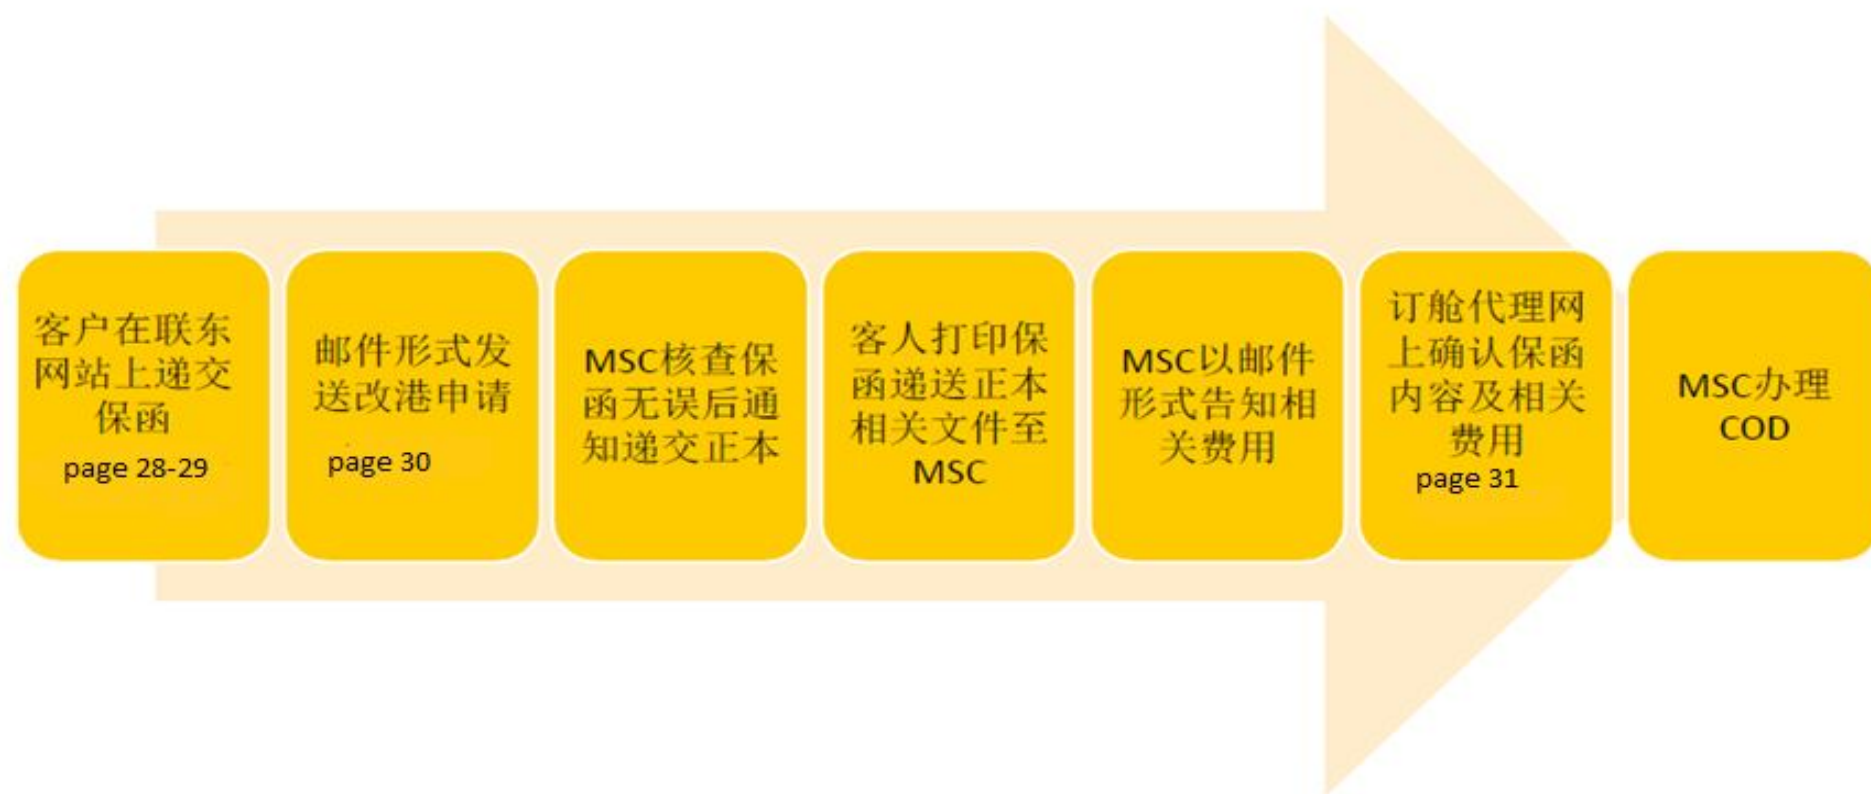 客户在联东
网站上递交
保函
page 28-29
邮件形式发
送改港申请
page 30
MSC核查保
函无误后通
知递交正本
客人打印保
函递送正本
相关文件至
MSC
MSC以邮件
形式告知相
关费用
订舱代理网
上确认保函
内容及相关
费用
page 31
MSC办理
COD